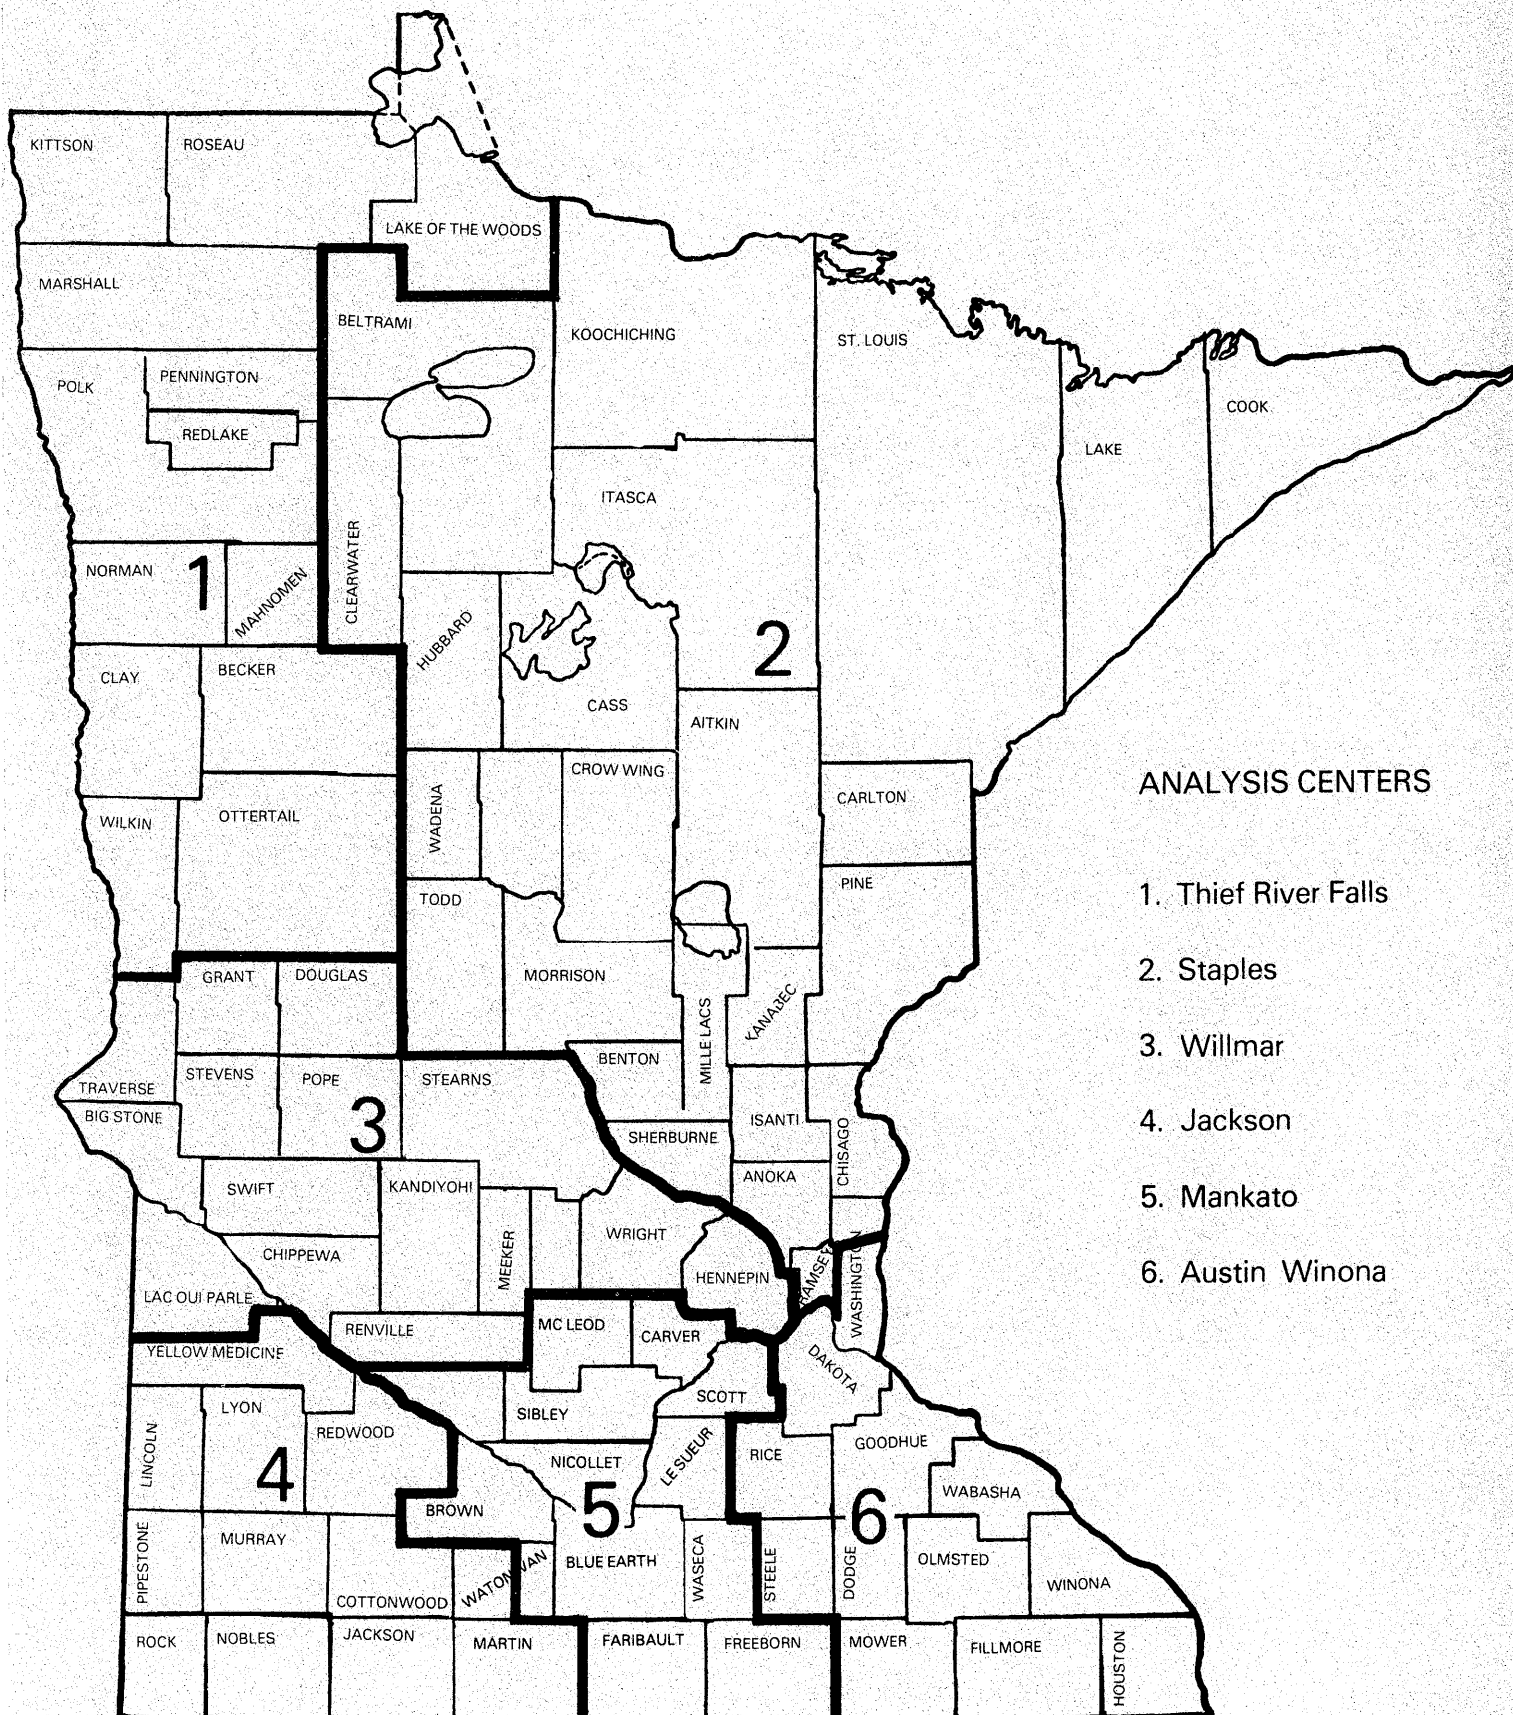 KITTSON
ROSEAU
LAKE OF THE WOODS
MARSHALL
BELTRAMI
KOOCHICHING
ST. LOUIS
POLK
PENNINGTON
REDLAKE
COOK
LAKE
ITASCA
NORMAN
1
MAHNOMEN
CLEARWATER
HUBBARD
2
CLAY
BECKER
CASS
AITKIN
CROW WING
WADENA
CARLTON
WILKIN
OTTERTAIL
PINE
TODD
GRANT
DOUGLAS
MORRISON
MILLE LACS
KANABEC
BENTON
TRAVERSE
STEVENS
POPE
STEARNS
BIG STONE
3
ISANTI
SHERBURNE
CHISAGO
ANOKA
SWIFT
KANDIYOHI
WRIGHT
MEEKER
CHIPPEWA
HENNEPIN
RAMSEY
WASHINGTON
LAC OUI PARLE
RENVILLE
MC LEOD
CARVER
YELLOW MEDICINE
DAKOTA
SCOTT
LYON
SIBLEY
LINCOLN
REDWOOD
4
NICOLLET
LE SUEUR
RICE
GOODHUE
WABASHA
BROWN
5
6
PIPESTONE
MURRAY
COTTONWOOD
WATONWAN
BLUE EARTH
WASECA
STEELE
DODGE
OLMSTED
WINONA
ROCK
NOBLES
JACKSON
MARTIN
FARIBAULT
FREEBORN
MOWER
FILLMORE
HOUSTON
ANALYSIS CENTERS
1. Thief River Falls
2. Staples
3. Willmar
4. Jackson
5. Mankato
6. Austin Winona